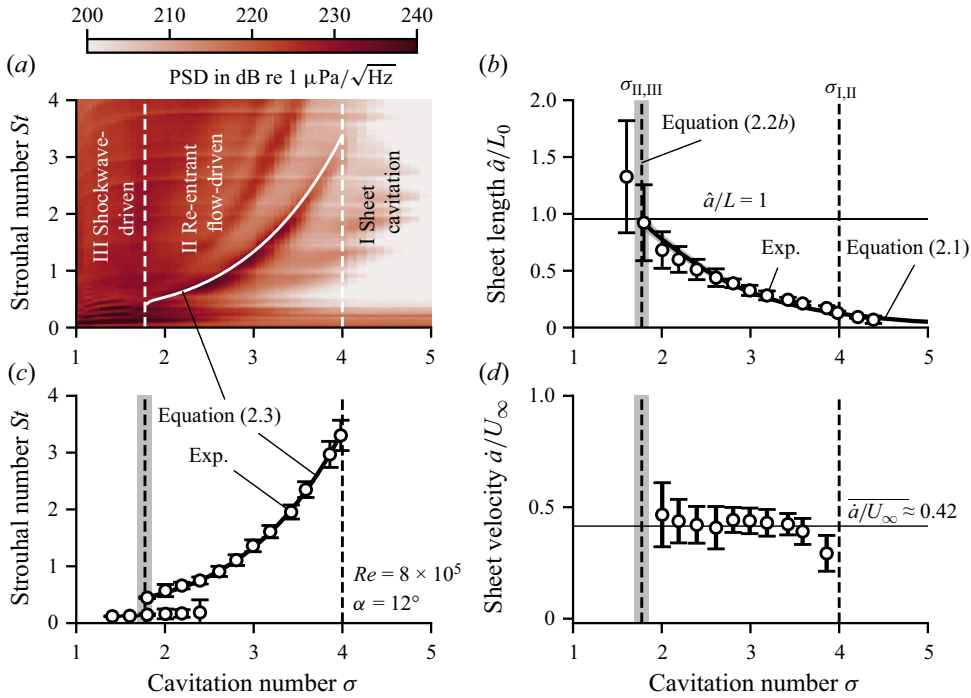 200 210 220 230 240
PSD in dB re 1 μPa/√Hz
(a)
Strouhal number St
4
3
2
1
0
1 2 3 4 5
III Shockwave-
driven
II Re-entrant
flow-driven
I Sheet
cavitation
(b)
σII,III
σI,II
Sheet length â/L0
2.0
1.5
1.0
0.5
0
1 2 3 4 5
Equation (2.2b)
â/L = 1
Exp.
Equation (2.1)
(c)
Strouhal number St
4
3
2
1
0
1 2 3 4 5
Cavitation number σ
Equation (2.3)
Exp.
Re = 8 × 10⁵
α = 12°
(d)
Sheet velocity ȧ/U∞
1.0
0.5
0
1 2 3 4 5
Cavitation number σ
ȧ/U∞ ≈ 0.42